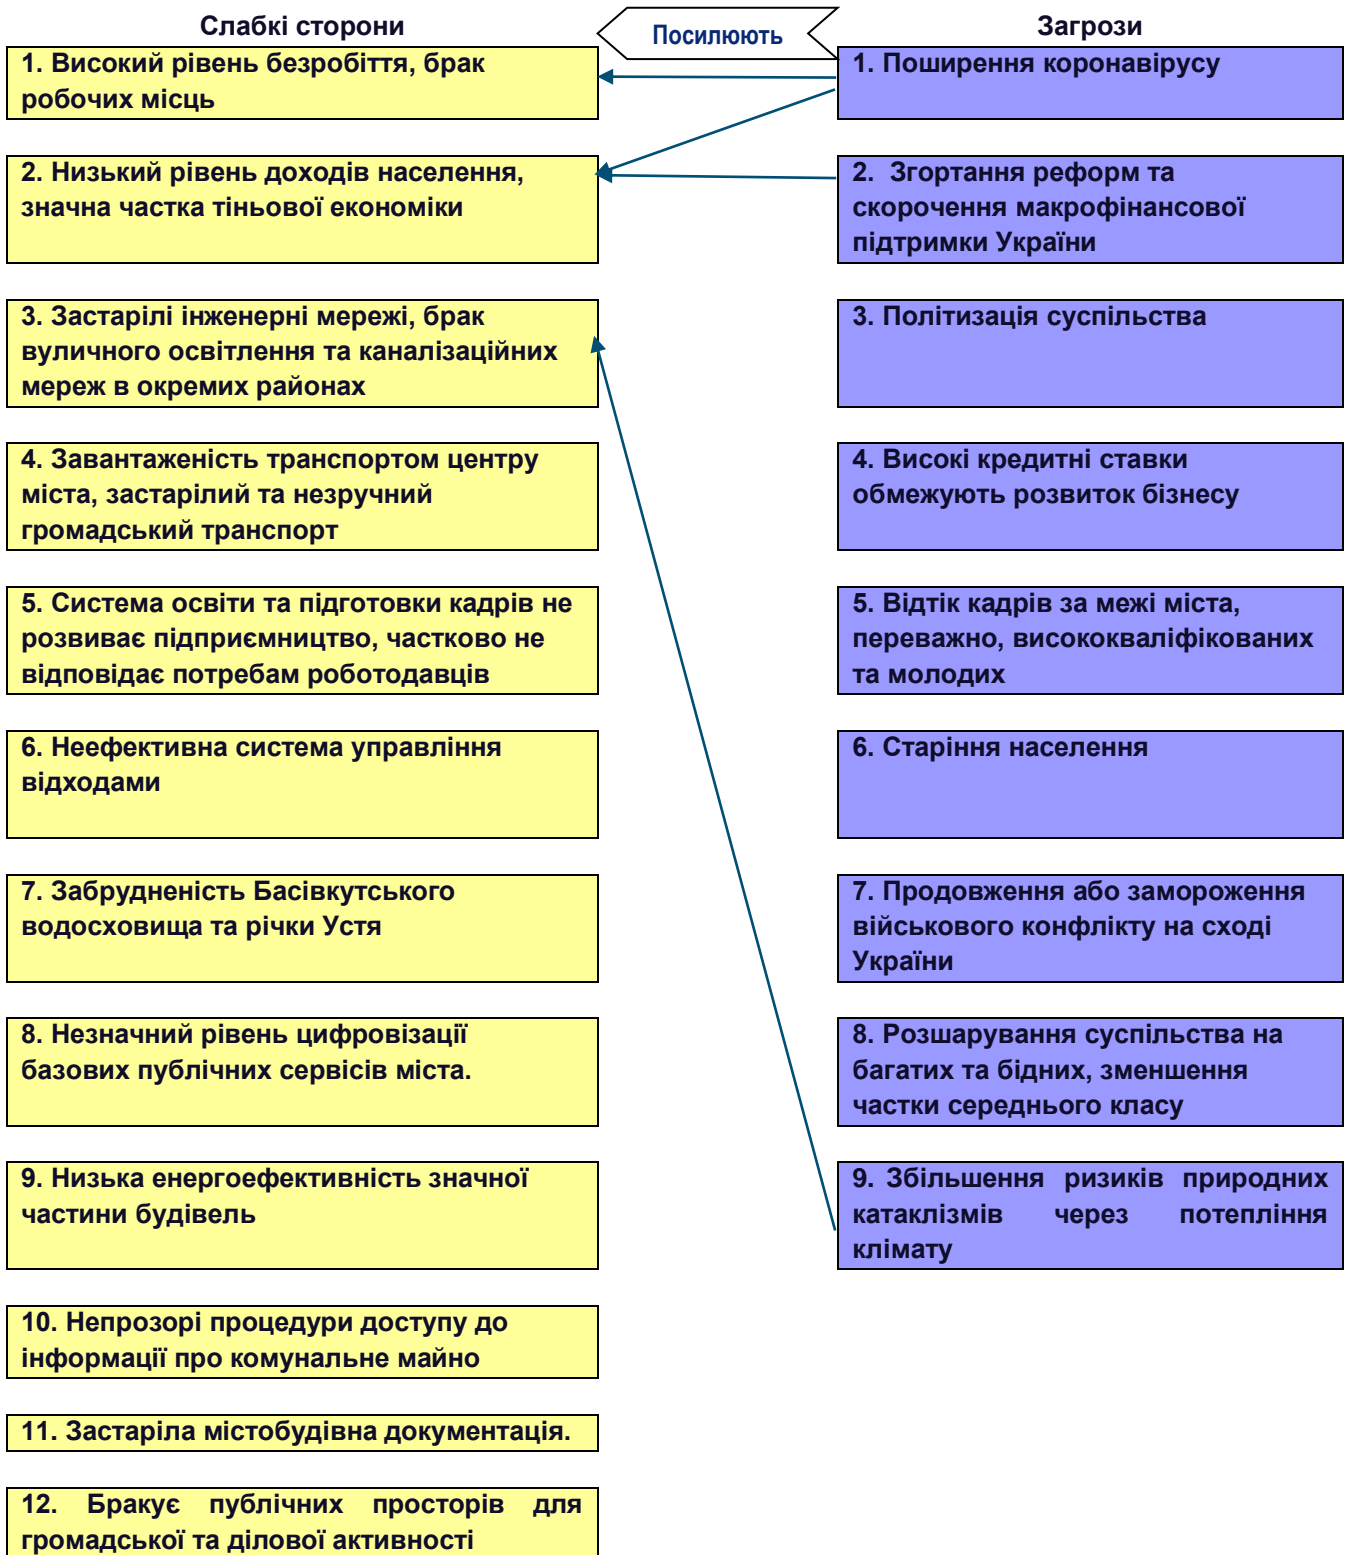 Слабкі сторони
Посилюють
Загрози
1. Високий рівень безробіття, брак
робочих місць
1. Поширення коронавірусу
2. Низький рівень доходів населення,
значна частка тіньової економіки
2. Згортання реформ та
скорочення макрофінансової
підтримки України
3. Застарілі інженерні мережі, брак
вуличного освітлення та каналізаційних
мереж в окремих районах
3. Політизація суспільства
4. Завантаженість транспортом центру
міста, застарілий та незручний
громадський транспорт
4. Високі кредитні ставки
обмежують розвиток бізнесу
5. Система освіти та підготовки кадрів не
розвиває підприємництво, частково не
відповідає потребам роботодавців
5. Відтік кадрів за межі міста,
переважно, висококваліфікованих
та молодих
6. Неефективна система управління
відходами
6. Старіння населення
7. Забрудненість Басівкутського
водосховища та річки Устя
7. Продовження або замороження
військового конфлікту на сході
України
8. Незначний рівень цифровізації
базових публічних сервісів міста.
8. Розшарування суспільства на
багатих та бідних, зменшення
частки середнього класу
9. Низька енергоефективність значної
частини будівель
9. Збільшення ризиків природних
катаклізмів через потепління
клімату
10. Непрозорі процедури доступу до
інформації про комунальне майно
11. Застаріла містобудівна документація.
12. Бракує публічних просторів для
громадської та ділової активності